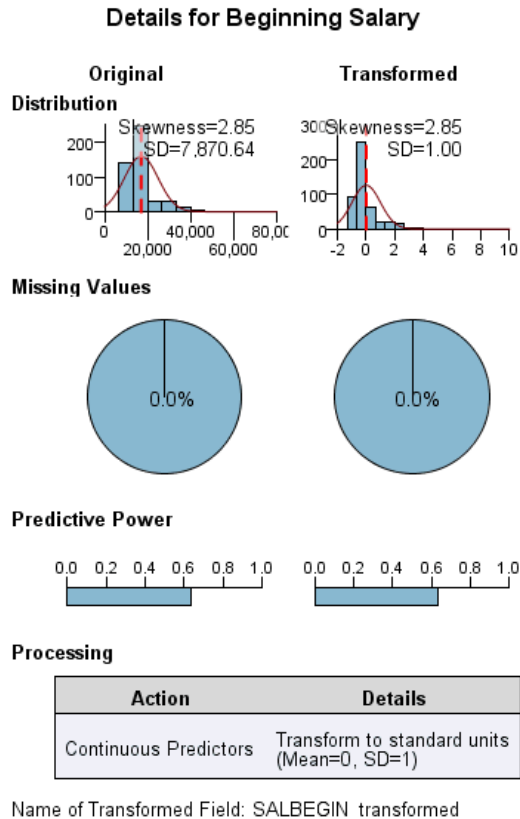 Details for Beginning Salary
Original Transformed
Distribution
Skewness=2.85
SD=7,870.64
200
100
0
0 40,000 80,0
20,000 60,000
300 Skewness=2.85
SD=1.00
200
100
0
-2 0 2 4 6 8 10
Missing Values
0.0% 0.0%
Predictive Power
0.0 0.2 0.4 0.6 0.8 1.0 0.0 0.2 0.4 0.6 0.8 1.0
Processing
Action Details
Continuous Predictors Transform to standard units
(Mean=0, SD=1)
Name of Transformed Field: SALBEGIN_transformed